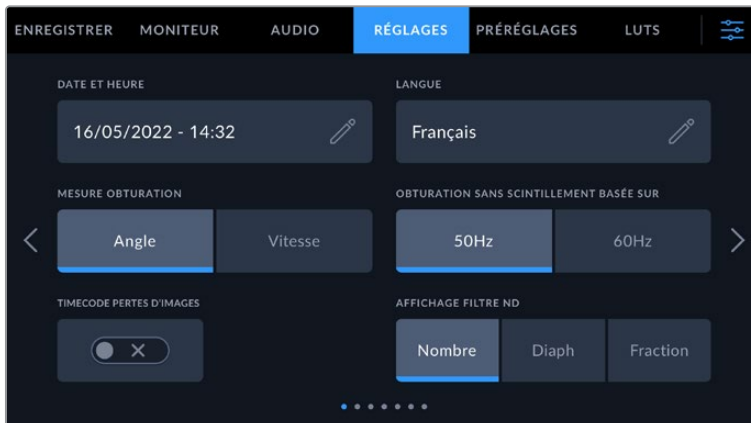 ENREGISTRER MONITEUR AUDIO RÉGLAGES PRÉRÉGLAGES LUTS
DATE ET HEURE LANGUE
16/05/2022 - 14:32 Français
MESURE OBTURATION OBTURATION SANS SCINTILLEMENT BASÉE SUR
Angle Vitesse 50Hz 60Hz
TIMECODE PERTES D'IMAGES AFFICHAGE FILTRE ND
Nombre Diaph Fraction